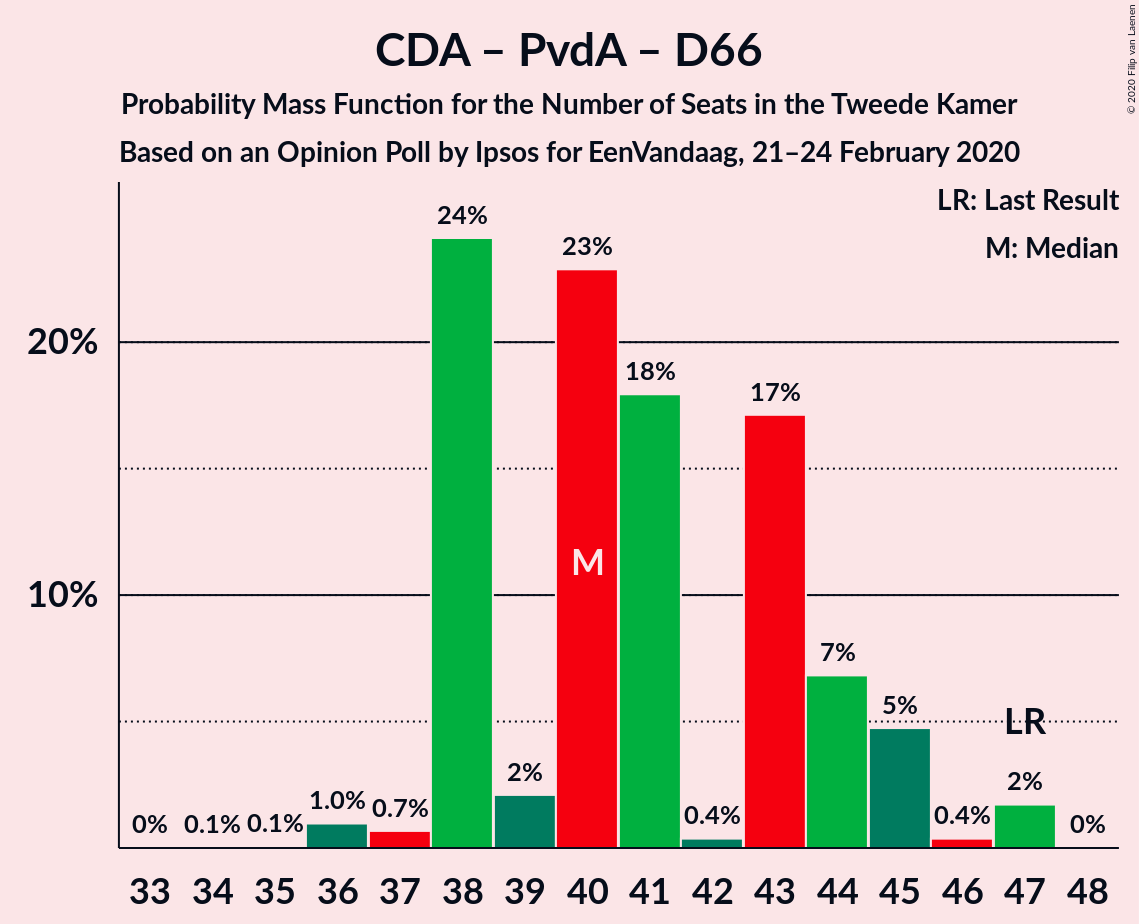 CDA – PvdA – D66
Probability Mass Function for the Number of Seats in the Tweede Kamer
Based on an Opinion Poll by Ipsos for EenVandaag, 21–24 February 2020
© 2020 Filip van Laenen
LR: Last Result
M: Median
24%
23%
20%
18%
17%
M
10%
7%
5%
LR
2%
2%
0%
0.1%
0.1%
1.0%
0.7%
0.4%
0.4%
0%
33 34 35 36 37 38 39 40 41 42 43 44 45 46 47 48